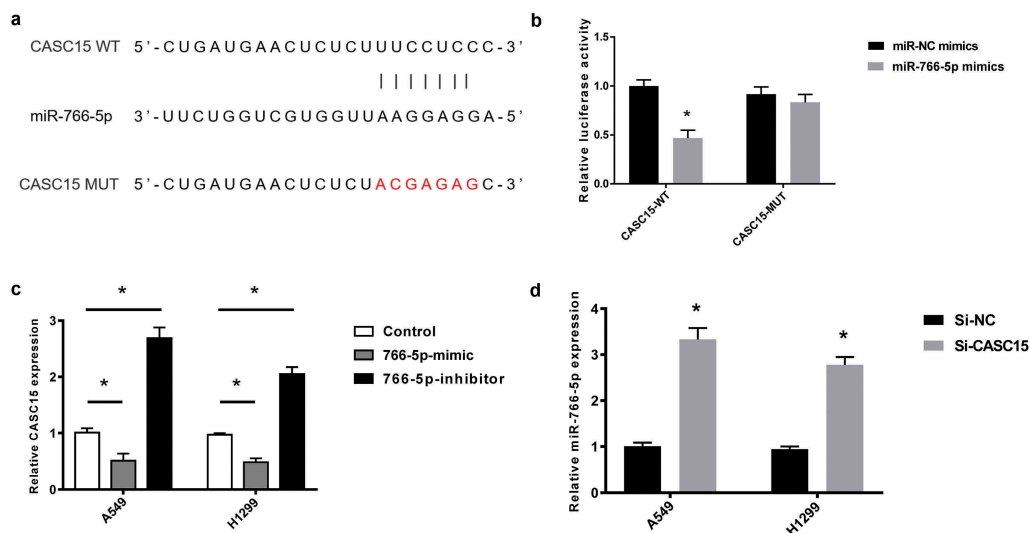 a
CASC15 WT 5'-CUGAUGAACUCUCUUUCCUCCC-3'
miR-766-5p 3'-UUCUGGUCGUGGUUAAGGAGGA-5'
CASC15 MUT 5'-CUGAUGAACUCUCUACGAGAGC-3'
b
Relative luciferase activity
1.5
1.0
0.5
0.0
CASC15-WT
CASC15-MUT
*
miR-NC mimics
miR-766-5p mimics
c
Relative CASC15 expression
3
2
1
0
A549
H1299
*
*
*
*
Control
766-5p-mimic
766-5p-inhibitor
d
Relative miR-766-5p expression
4
3
2
1
0
A549
H1299
*
*
Si-NC
Si-CASC15